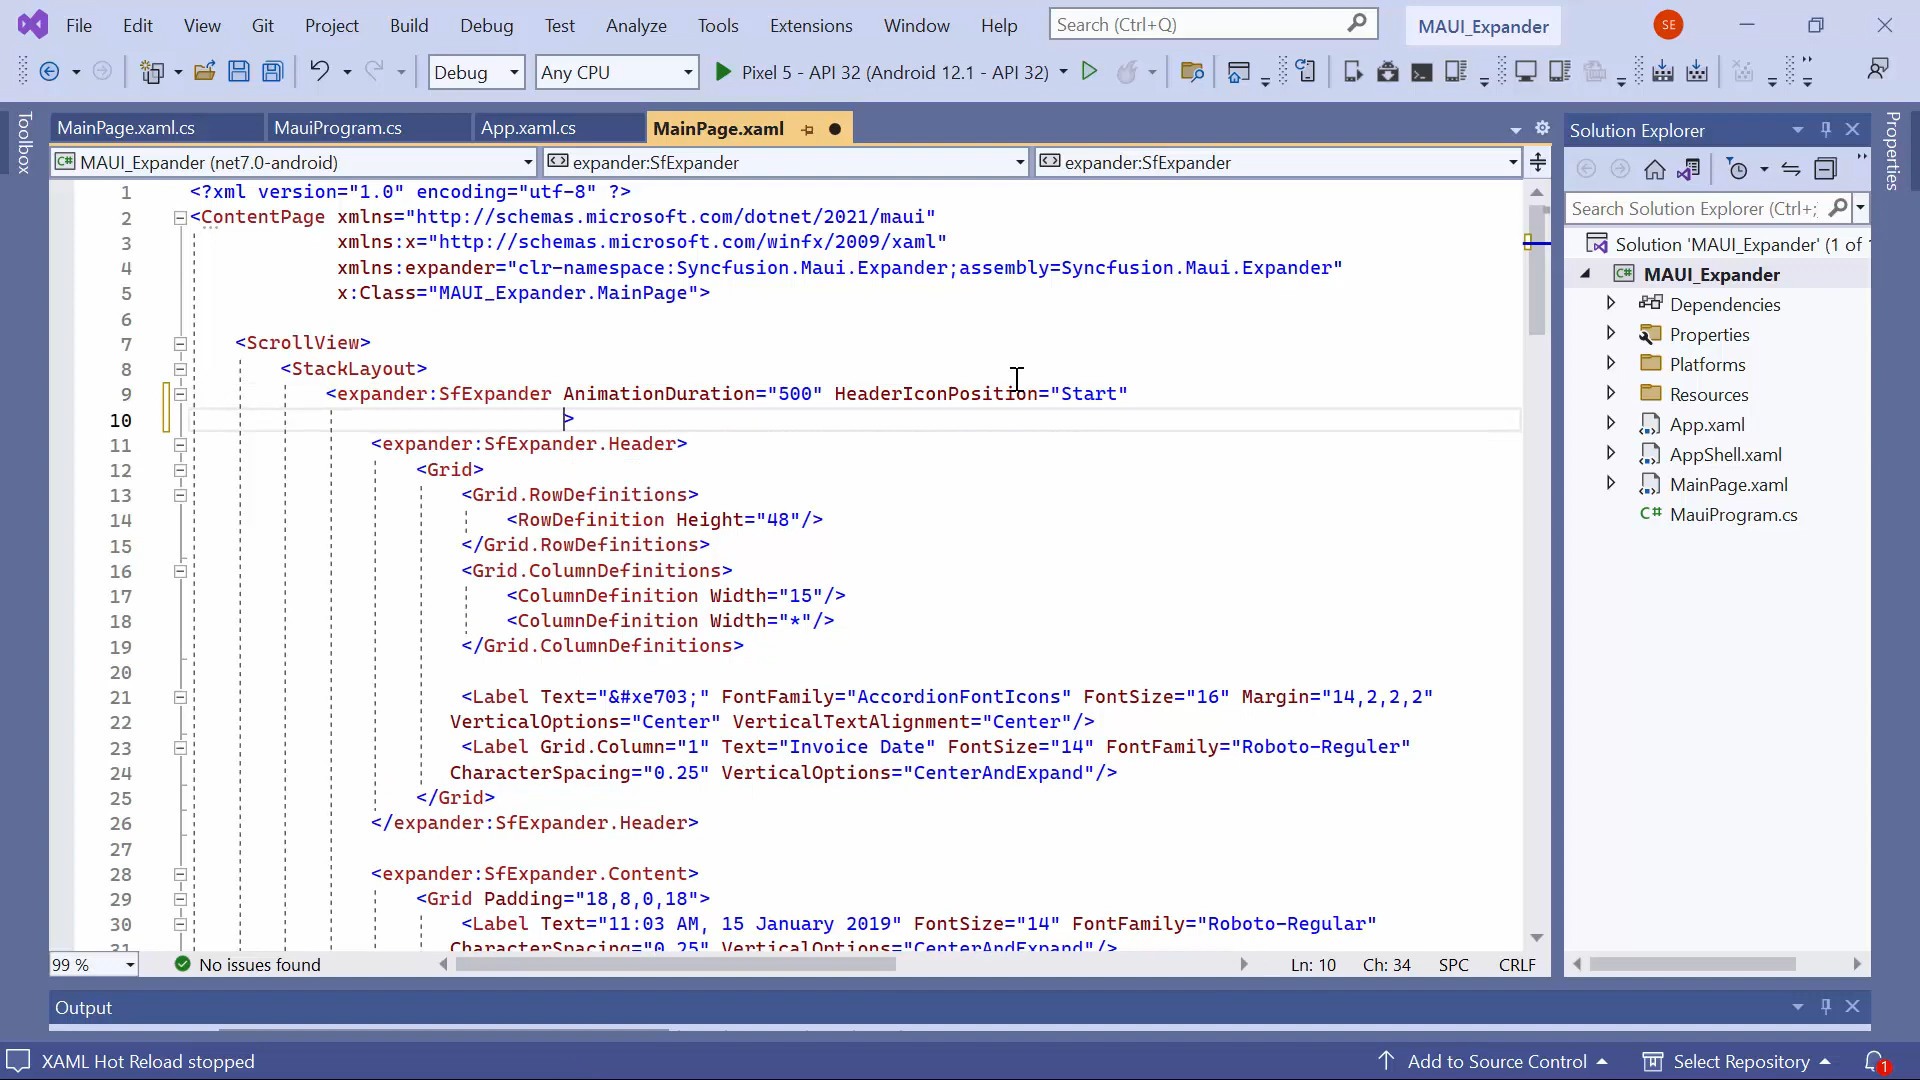 File Edit View Git Project Build Debug Test Analyze Tools Extensions Window Help Search (Ctrl+Q) MAUI_Expander SE
Debug Any CPU Pixel 5 - API 32 (Android 12.1 - API 32)
Toolbox
MainPage.xaml.cs MauiProgram.cs App.xaml.cs MainPage.xaml
MAUI_Expander (net7.0-android) expander:SfExpander expander:SfExpander
1 <?xml version="1.0" encoding="utf-8" ?>
2 <ContentPage xmlns="http://schemas.microsoft.com/dotnet/2021/maui"
3 xmlns:x="http://schemas.microsoft.com/winfx/2009/xaml"
4 xmlns:expander="clr-namespace:Syncfusion.Maui.Expander;assembly=Syncfusion.Maui.Expander"
5 x:Class="MAUI_Expander.MainPage">
6
7 <ScrollView>
8 <StackLayout>
9 <expander:SfExpander AnimationDuration="500" HeaderIconPosition="Start"
10 >
11 <expander:SfExpander.Header>
12 <Grid>
13 <Grid.RowDefinitions>
14 <RowDefinition Height="48"/>
15 </Grid.RowDefinitions>
16 <Grid.ColumnDefinitions>
17 <ColumnDefinition Width="15"/>
18 <ColumnDefinition Width="*"/>
19 </Grid.ColumnDefinitions>
20
21 <Label Text="&#xe703;" FontFamily="AccordionFontIcons" FontSize="16" Margin="14,2,2,2"
22 VerticalOptions="Center" VerticalTextAlignment="Center"/>
23 <Label Grid.Column="1" Text="Invoice Date" FontSize="14" FontFamily="Roboto-Reguler"
24 CharacterSpacing="0.25" VerticalOptions="CenterAndExpand"/>
25 </Grid>
26 </expander:SfExpander.Header>
27
28 <expander:SfExpander.Content>
29 <Grid Padding="18,8,0,18">
30 <Label Text="11:03 AM, 15 January 2019" FontSize="14" FontFamily="Roboto-Regular"
31 CharacterSpacing="0.25" VerticalOptions="CenterAndExpand"/>
99 % No issues found Ln: 10 Ch: 34 SPC CRLF
Solution Explorer
Search Solution Explorer (Ctrl+;
Solution 'MAUI_Expander' (1 of
MAUI_Expander
Dependencies
Properties
Platforms
Resources
App.xaml
AppShell.xaml
MainPage.xaml
MauiProgram.cs
Properties
Output
XAML Hot Reload stopped Add to Source Control Select Repository 1